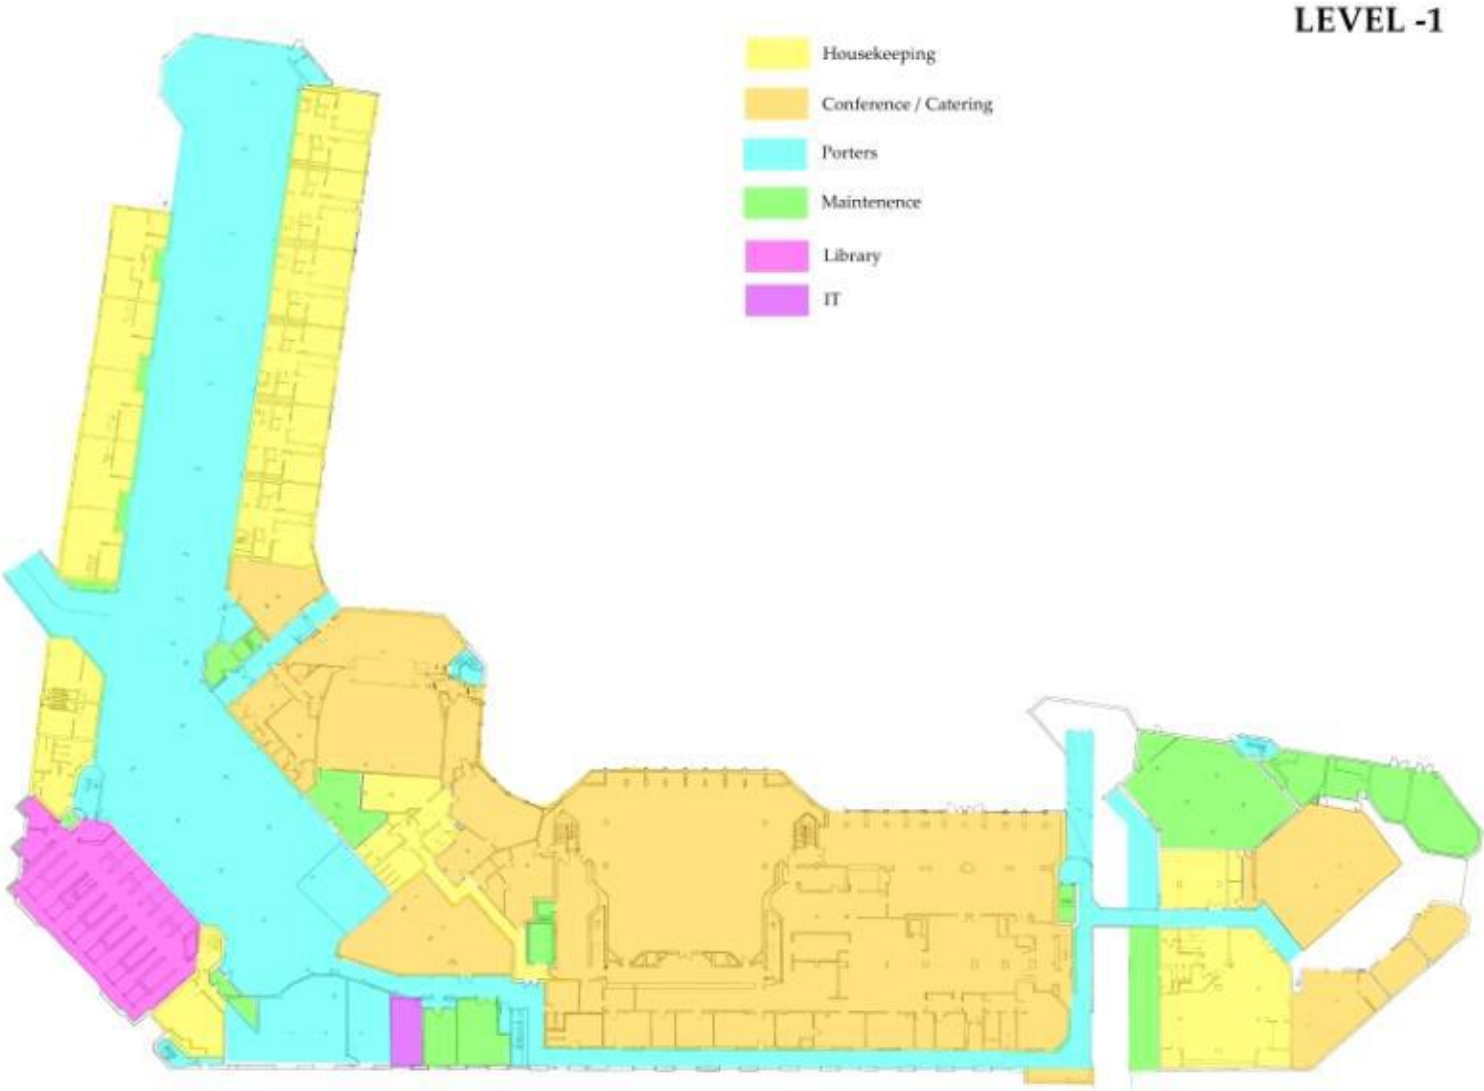 LEVEL -1
Housekeeping
Conference / Catering
Porters
Maintenence
Library
IT